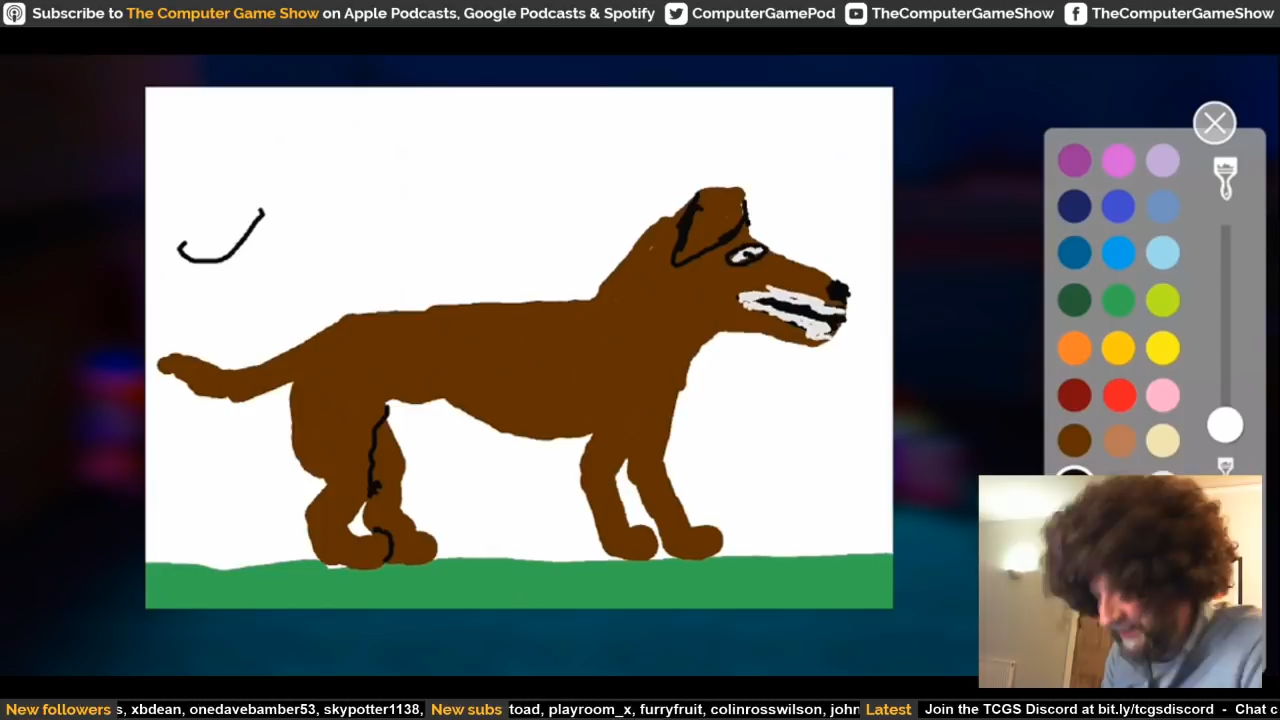 Subscribe to The Computer Game Show on Apple Podcasts, Google Podcasts & Spotify ComputerGamePod TheComputerGameShow TheComputerGameShow
New followers s, xbdean, onedavebamber53, skypotter1138, New subs toad, playroom_x, furryfruit, colinrosswilson, john Latest Join the TCGS Discord at bit.ly/tcgsdiscord - Chat